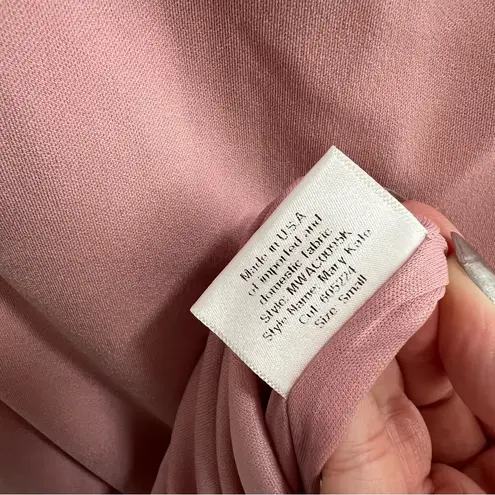 Made in U.S.A
of imported and
domestic fabric
Style: MWAC0095K
Style Name: Mary Kate
Cut: 605224
Size: Small